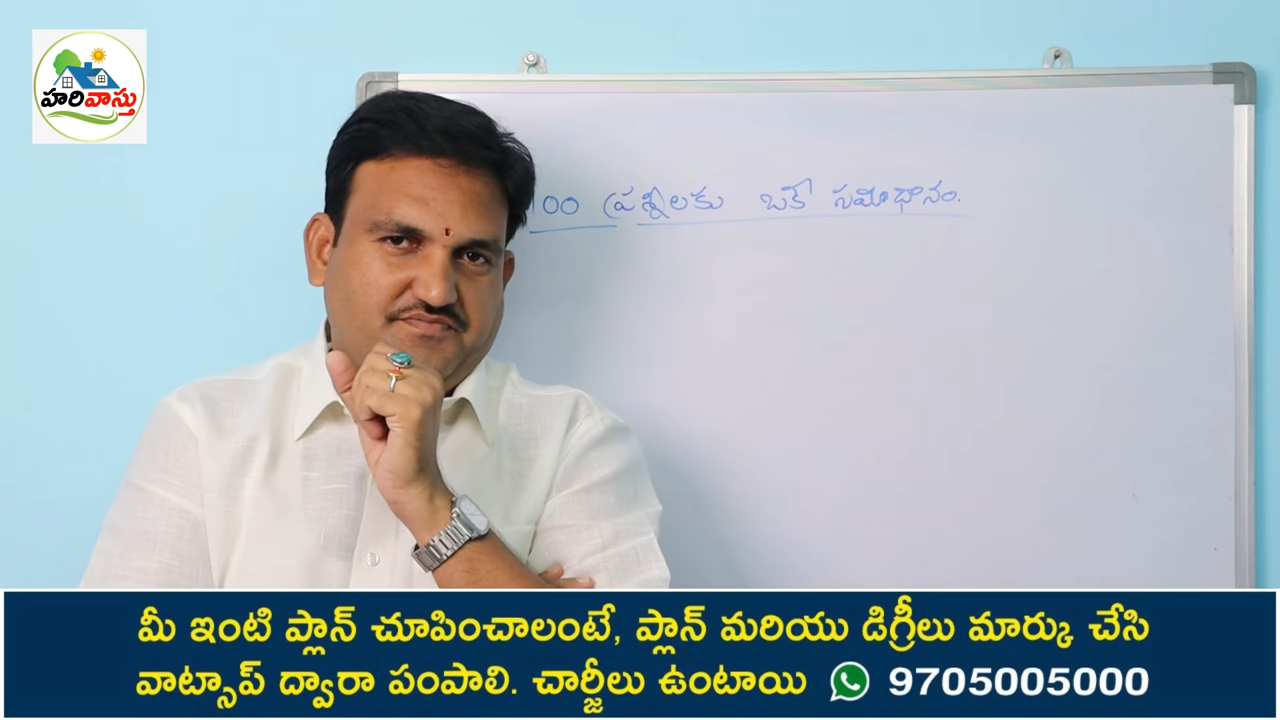 హరివాస్తు
100 ప్రశ్నలకు ఒకే సమాధానం.
మీ ఇంటి ప్లాన్ చూపించాలంటే, ప్లాన్ మరియు డిగ్రీలు మార్కు చేసి
వాట్సాప్ ద్వారా పంపాలి. చార్జీలు ఉంటాయి 9705005000